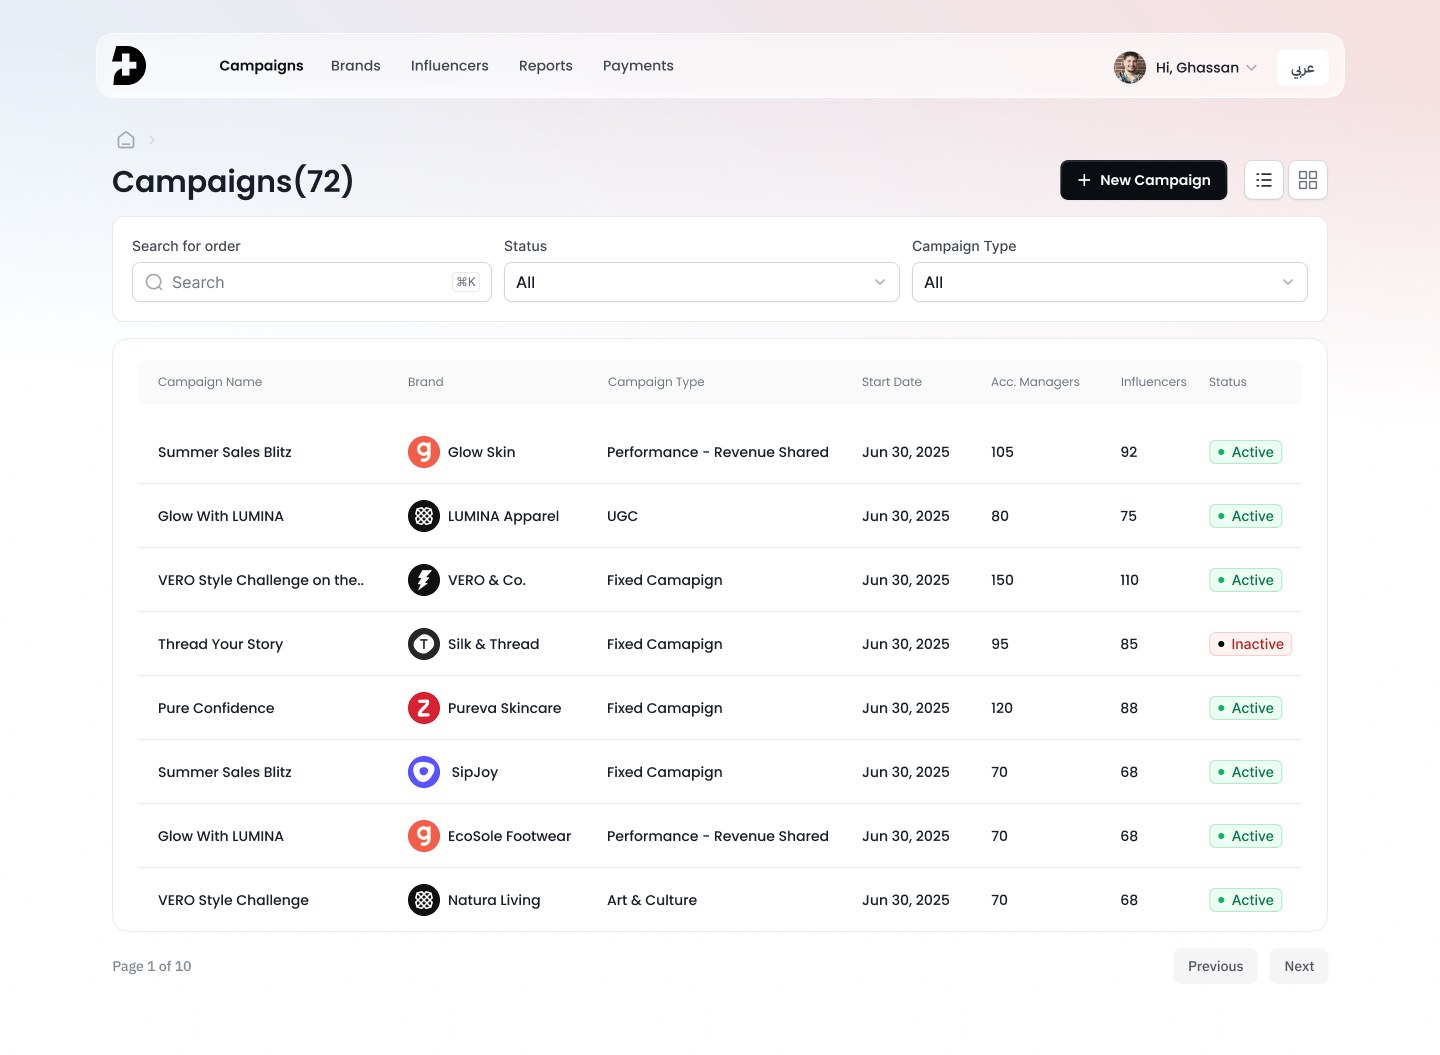 Campaigns Brands Influencers Reports Payments Hi, Ghassan عربي
Campaigns(72)
+ New Campaign
Search for order Status Campaign Type
Search ⌘K All All
Campaign Name Brand Campaign Type Start Date Acc. Managers Influencers Status
Summer Sales Blitz g Glow Skin Performance - Revenue Shared Jun 30, 2025 105 92 Active
Glow With LUMINA LUMINA Apparel UGC Jun 30, 2025 80 75 Active
VERO Style Challenge on the.. VERO & Co. Fixed Camapign Jun 30, 2025 150 110 Active
Thread Your Story T Silk & Thread Fixed Camapign Jun 30, 2025 95 85 Inactive
Pure Confidence Z Pureva Skincare Fixed Camapign Jun 30, 2025 120 88 Active
Summer Sales Blitz SipJoy Fixed Camapign Jun 30, 2025 70 68 Active
Glow With LUMINA g EcoSole Footwear Performance - Revenue Shared Jun 30, 2025 70 68 Active
VERO Style Challenge Natura Living Art & Culture Jun 30, 2025 70 68 Active
Page 1 of 10 Previous Next